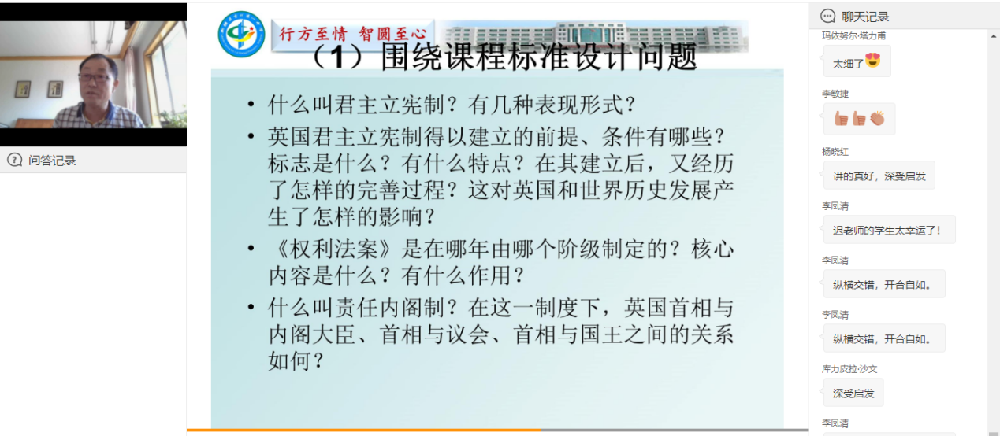 问答记录
行方至情 智圆至心
（1）围绕课程标准设计问题
• 什么叫君主立宪制？有几种表现形式？
• 英国君主立宪制得以建立的前提、条件有哪些？
标志是什么？有什么特点？在其建立后，又经历
了怎样的完善过程？这对英国和世界历史发展产
生了怎样的影响？
• 《权利法案》是在哪年由哪个阶级制定的？核心
内容是什么？有什么作用？
• 什么叫责任内阁制？在这一制度下，英国首相与
内阁大臣、首相与议会、首相与国王之间的关系
如何？
聊天记录
玛依努尔·塔力甫
太细了
李敏捷
杨晓红
讲的真好，深受启发
李凤清
迟老师的学生太幸运了！
李凤清
纵横交错，开合自如。
李凤清
纵横交错，开合自如。
库力皮拉·沙文
深受启发
李凤清